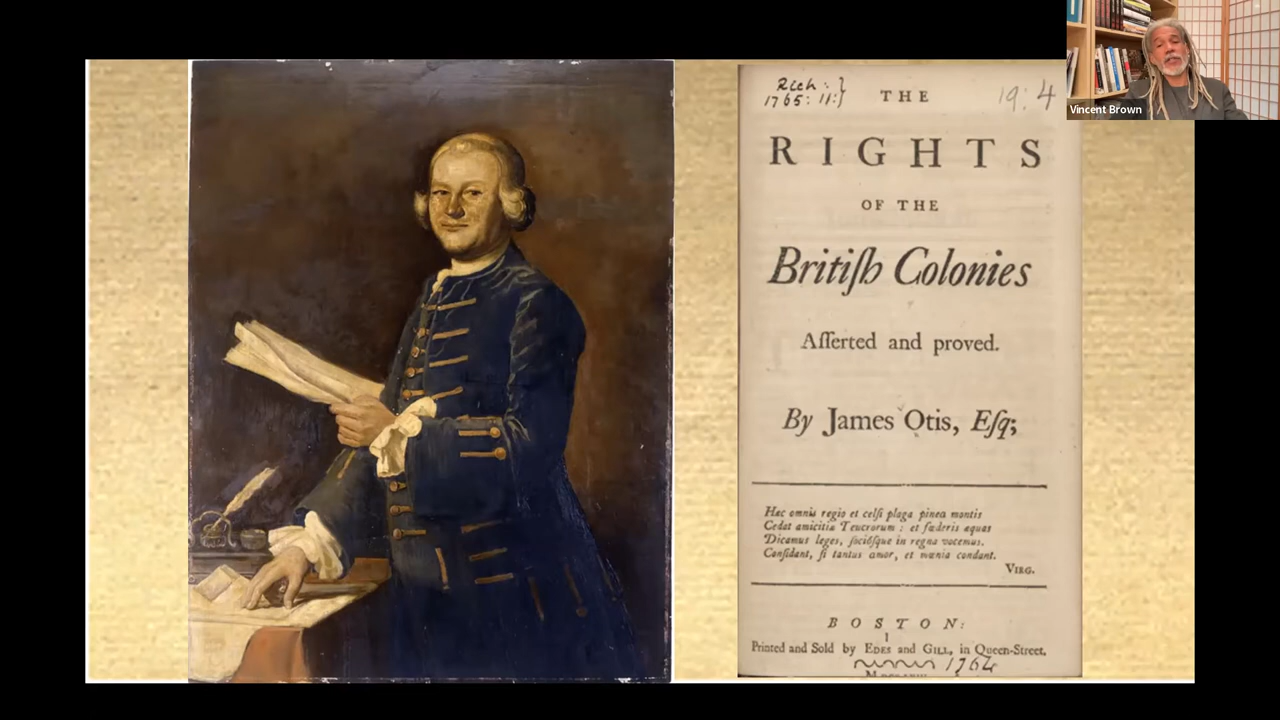 Rich:}
1765: 11:}
19:4
THE
RIGHTS
OF THE
Britiſh Colonies
Aſſerted and proved.
By James Otis, Eſq;
Hæc omnis regio et celſi plaga pinea montis
Cedat amicitiæ Teucrorum: et fœderis æquas
Dicamus leges, ſocióſque in regna vocemus.
Conſidant, ſi tantus amor, et mœnia condant.
VIRG.
BOSTON:
Printed and Sold by EDES and GILL, in Queen-Street.
1764
Vincent Brown